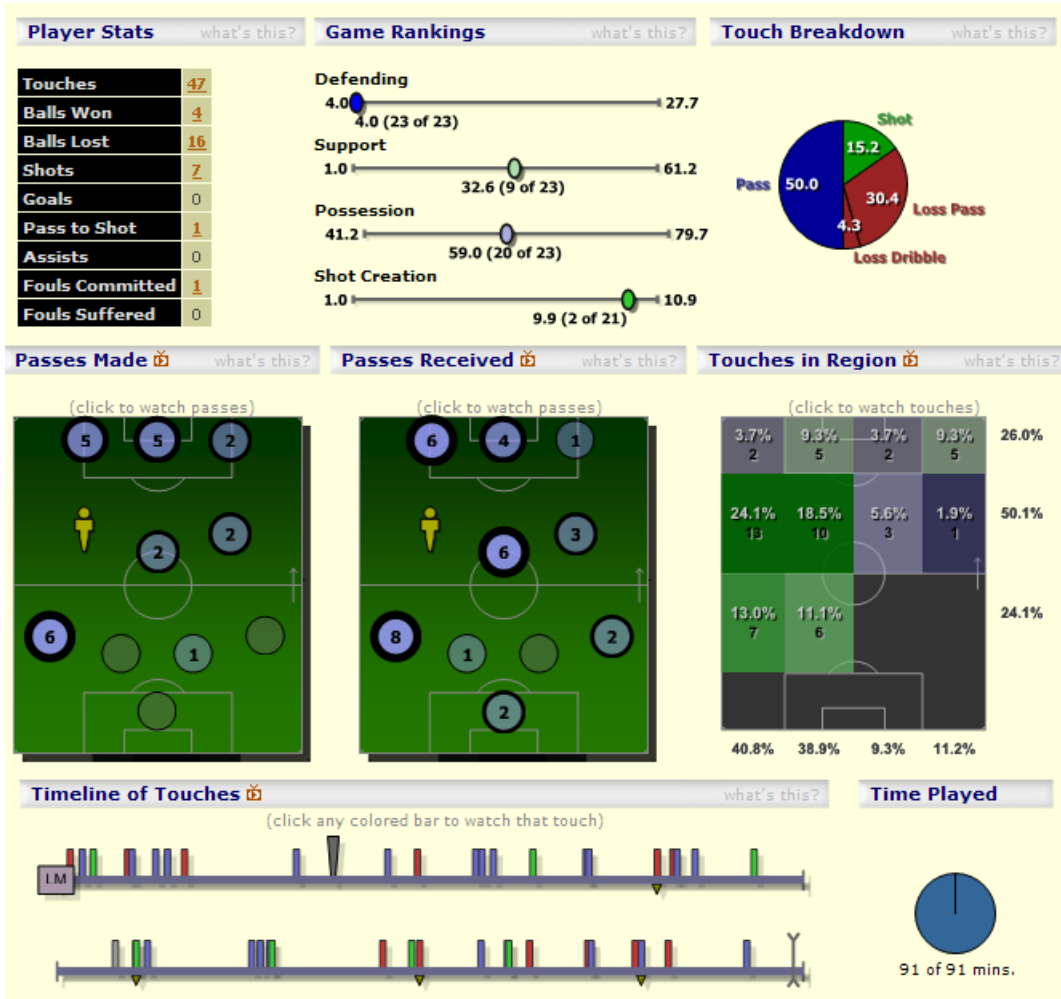 Player Stats what's this?
Game Rankings what's this?
Touch Breakdown what's this?
Touches 47
Balls Won 4
Balls Lost 16
Shots 7
Goals 0
Pass to Shot 1
Assists 0
Fouls Committed 1
Fouls Suffered 0
Defending
4.0 27.7
4.0 (23 of 23)
Support
1.0 61.2
32.6 (9 of 23)
Possession
41.2 79.7
59.0 (20 of 23)
Shot Creation
1.0 10.9
9.9 (2 of 21)
Shot
15.2
Pass 50.0
30.4 Loss Pass
4.3
Loss Dribble
Passes Made what's this?
Passes Received what's this?
Touches in Region what's this?
(click to watch passes)
5 5 2
2
2
6
1
(click to watch passes)
6 4 1
3
6
8
2
1
2
(click to watch touches)
3.7% 9.3% 3.7% 9.3% 26.0%
2 5 2 5
24.1% 18.5% 5.6% 1.9% 50.1%
13 10 3 1
13.0% 11.1% 24.1%
7 6
40.8% 38.9% 9.3% 11.2%
Timeline of Touches what's this?
Time Played
(click any colored bar to watch that touch)
LM
91 of 91 mins.